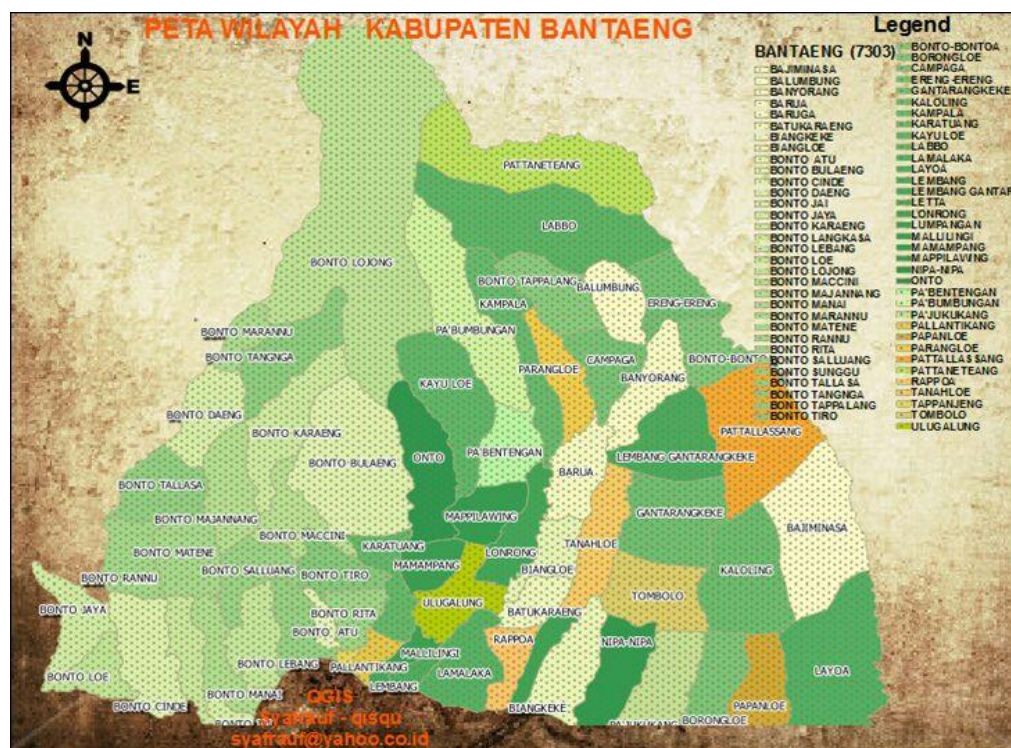 PETA WILAYAH KABUPATEN BANTAENG
N
E
Legend
BANTAENG (7303)
BAJIMINASA
BALUMBUNG
BANYORANG
BARUA
BARUGA
BATUKARAENG
BIANGKEKE
BIANGLOE
BONTO ATU
BONTO BULAENG
BONTO CINDE
BONTO DAENG
BONTO JAI
BONTO JAYA
BONTO KARAENG
BONTO LANGKASA
BONTO LEBANG
BONTO LOE
BONTO LOJONG
BONTO MACCINI
BONTO MAJANNANG
BONTO MANAI
BONTO MARANNU
BONTO MATENE
BONTO RANNU
BONTO RITA
BONTO SALLUANG
BONTO SUNGGU
BONTO TALLASA
BONTO TANGNGA
BONTO TAPPALANG
BONTO TIRO
BONTO-BONTOA
BORONGLOE
CAMPAGA
ERENG-ERENG
GANTARANGKEKE
KALOLING
KAMPALA
KARATUANG
KAYU LOE
LABBO
LAMALAKA
LAYOA
LEMBANG
LEMBANG GANTAR
LETTA
LONRONG
LUMPANGAN
MALLILINGI
MAMAMPANG
MAPPILAWING
NIPA-NIPA
ONTO
PA'BENTENGAN
PA'BUMBUNGAN
PA'JUKUKANG
PALLANTIKANG
PAPANLOE
PARANGLOE
PATTALLASSANG
PATTANETEANG
RAPPOA
TANAHLOE
TAPPANJENG
TOMBOLO
ULUGALUNG
PATTANETEANG
LABBO
BONTO LOJONG
BONTO TAPPALANG
BALUMBUNG
KAMPALA
ERENG-ERENG
BONTO MARANNU
PA'BUMBUNGAN
BONTO TANGNGA
CAMPAGA
BONTO-BONTO
PARANGLOE
BANYORANG
KAYU LOE
BONTO DAENG
BONTO KARAENG
PATTALLASSANG
PA'BENTENGAN
ONTO
LEMBANG GANTARANGKEKE
BONTO BULAENG
BARUA
BONTO TALLASA
GANTARANGKEKE
MAPPILAWING
BONTO MAJANNANG
BAJIMINASA
BONTO MACCINI
TANAHLOE
KARATUANG
BONTO MATENE
LONRONG
MAMAMPANG
BIANGLOE
BONTO SALLUANG
KALOLING
BONTO TIRO
BONTO RANNU
TOMBOLO
ULUGALUNG
BONTO JAYA
BATUKARAENG
BONTO RITA
BONTO ATU
RAPPOA
NIPA-NIPA
MALLILINGI
BONTO LEBANG
PALLANTIKANG
LAMALAKA
LAYOA
BONTO LOE
LEMBANG
BONTO MANAI
BONTO CINDE
BIANGKEKE
PAPANLOE
PA'JUKUKANG
BORONGLOE
QGIS
syafrauf - qisqu
syafrauf@yahoo.co.id